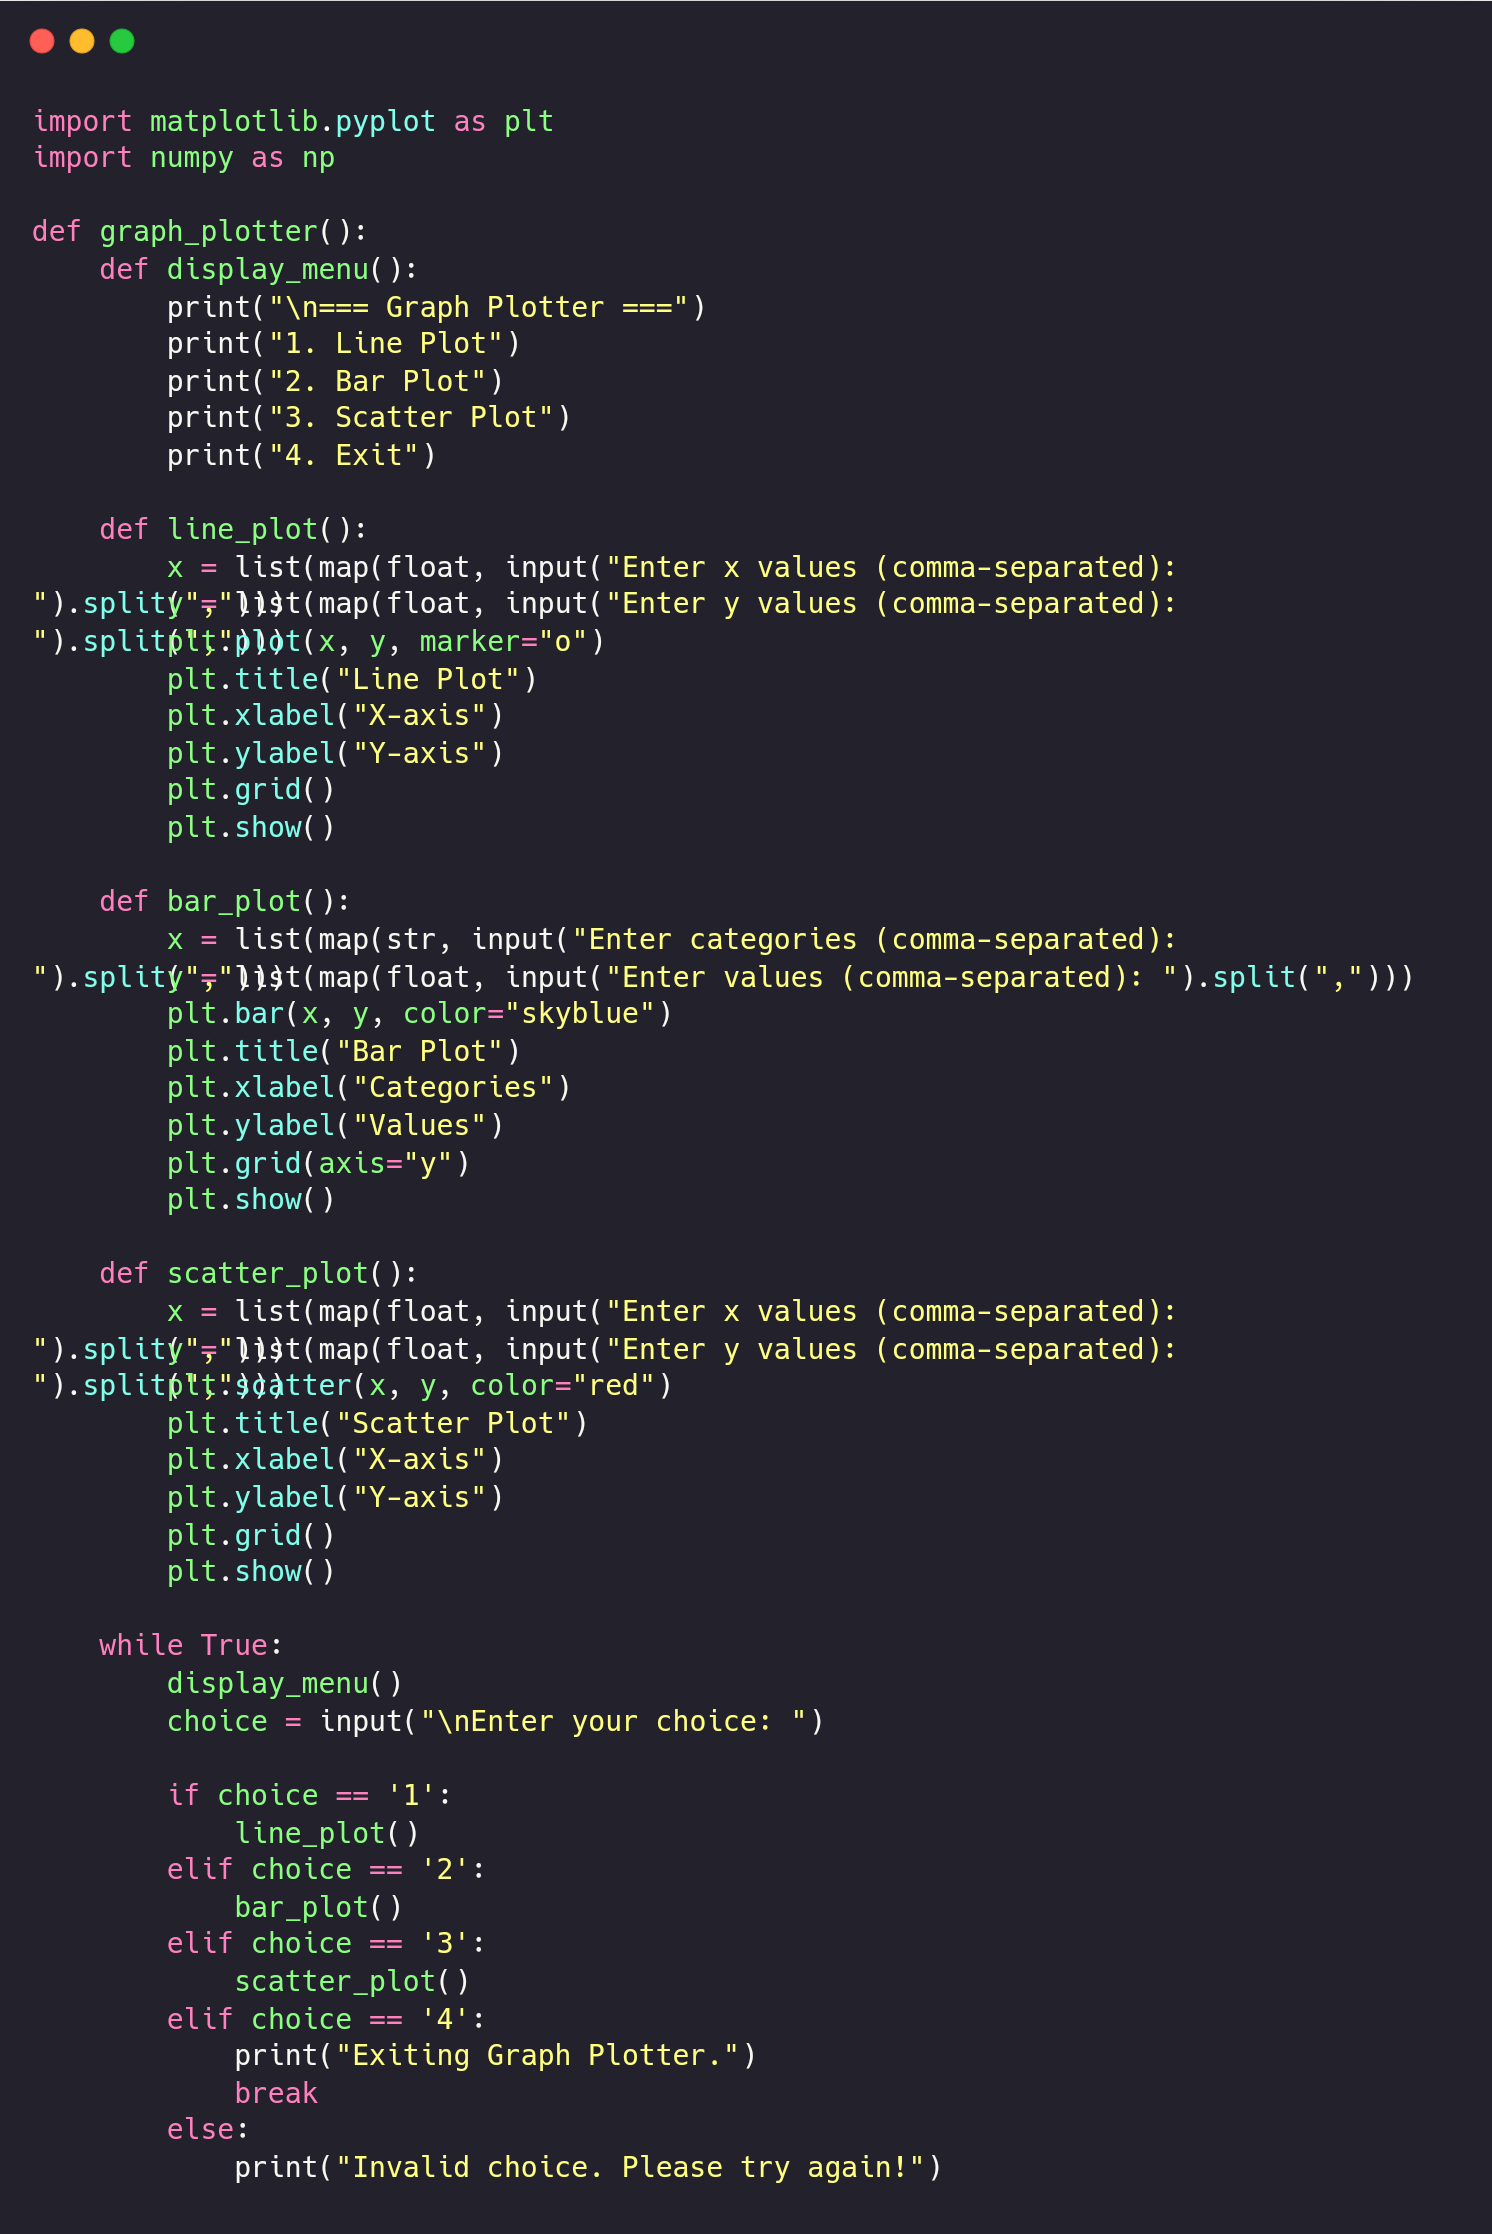 import matplotlib.pyplot as plt
import numpy as np

def graph_plotter():
    def display_menu():
        print("\n=== Graph Plotter ===")
        print("1. Line Plot")
        print("2. Bar Plot")
        print("3. Scatter Plot")
        print("4. Exit")

    def line_plot():
        x = list(map(float, input("Enter x values (comma-separated):
").split(",")))
        y = list(map(float, input("Enter y values (comma-separated):
").split(",")))
        plt.plot(x, y, marker="o")
        plt.title("Line Plot")
        plt.xlabel("X-axis")
        plt.ylabel("Y-axis")
        plt.grid()
        plt.show()

    def bar_plot():
        x = list(map(str, input("Enter categories (comma-separated):
").split(",")))
        y = list(map(float, input("Enter values (comma-separated): ").split(",")))
        plt.bar(x, y, color="skyblue")
        plt.title("Bar Plot")
        plt.xlabel("Categories")
        plt.ylabel("Values")
        plt.grid(axis="y")
        plt.show()

    def scatter_plot():
        x = list(map(float, input("Enter x values (comma-separated):
").split(",")))
        y = list(map(float, input("Enter y values (comma-separated):
").split(",")))
        plt.scatter(x, y, color="red")
        plt.title("Scatter Plot")
        plt.xlabel("X-axis")
        plt.ylabel("Y-axis")
        plt.grid()
        plt.show()

    while True:
        display_menu()
        choice = input("\nEnter your choice: ")

        if choice == '1':
            line_plot()
        elif choice == '2':
            bar_plot()
        elif choice == '3':
            scatter_plot()
        elif choice == '4':
            print("Exiting Graph Plotter.")
            break
        else:
            print("Invalid choice. Please try again!")